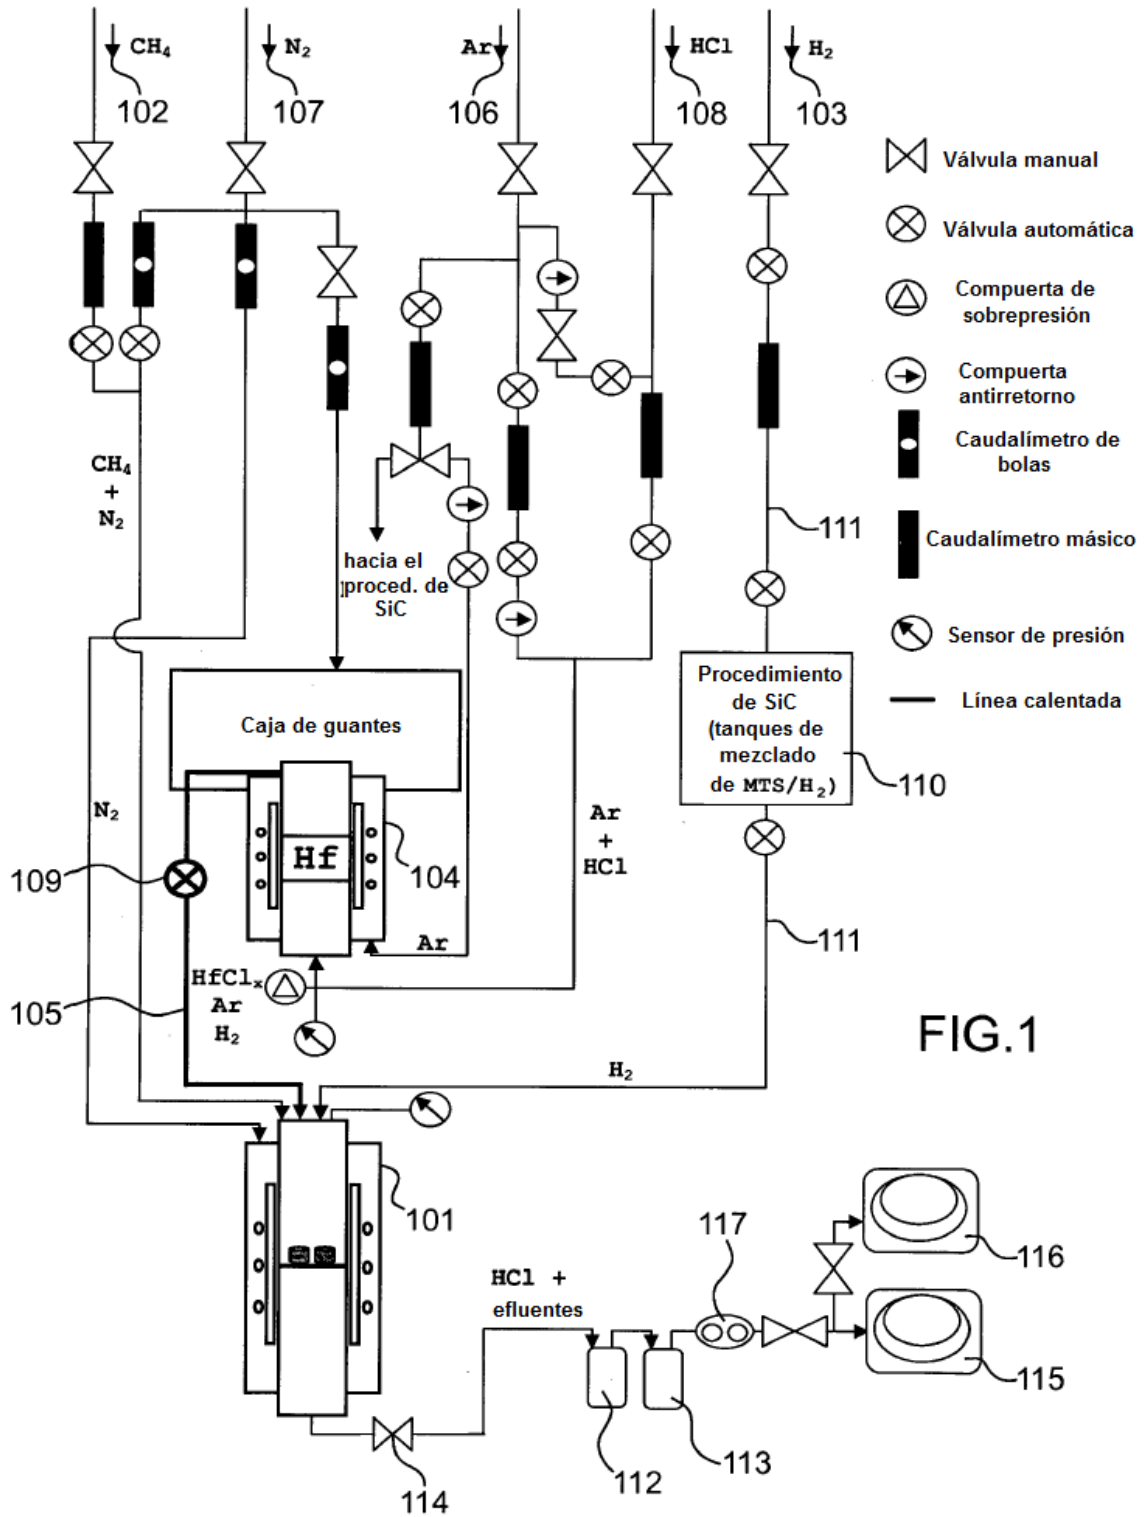 CH₄
N₂
Ar
HCl
H₂
102
107
106
108
103
Válvula manual
Válvula automática
Compuerta de
sobrepresión
Compuerta
antirretorno
Caudalímetro de
bolas
CH₄
+
N₂
111
Caudalímetro másico
hacia el
proced. de
SiC
Sensor de presión
Procedimiento
de SiC
(tanques de
mezclado
de MTS/H₂)
Línea calentada
Caja de guantes
110
N₂
Ar
+
HCl
Hf
104
109
Ar
111
HfClₓ
Ar
H₂
105
FIG.1
H₂
101
117
116
HCl +
efluentes
115
112
113
114